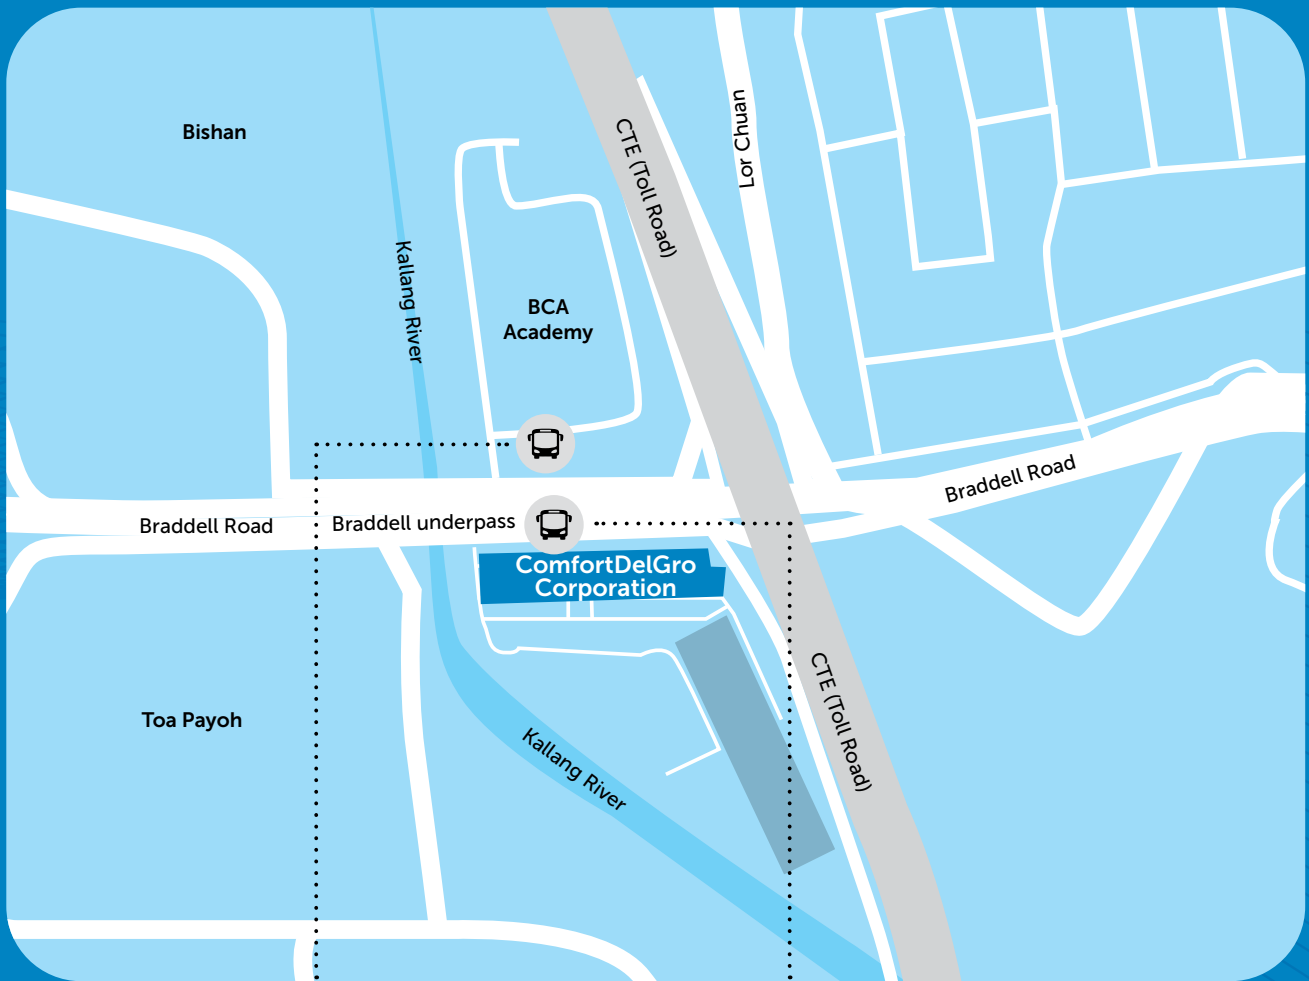 Bishan
CTE (Toll Road)
Lor Chuan
Kallang River
BCA
Academy
Braddell Road
Braddell Road
Braddell underpass
ComfortDelGro
Corporation
CTE (Toll Road)
Toa Payoh
Kallang River